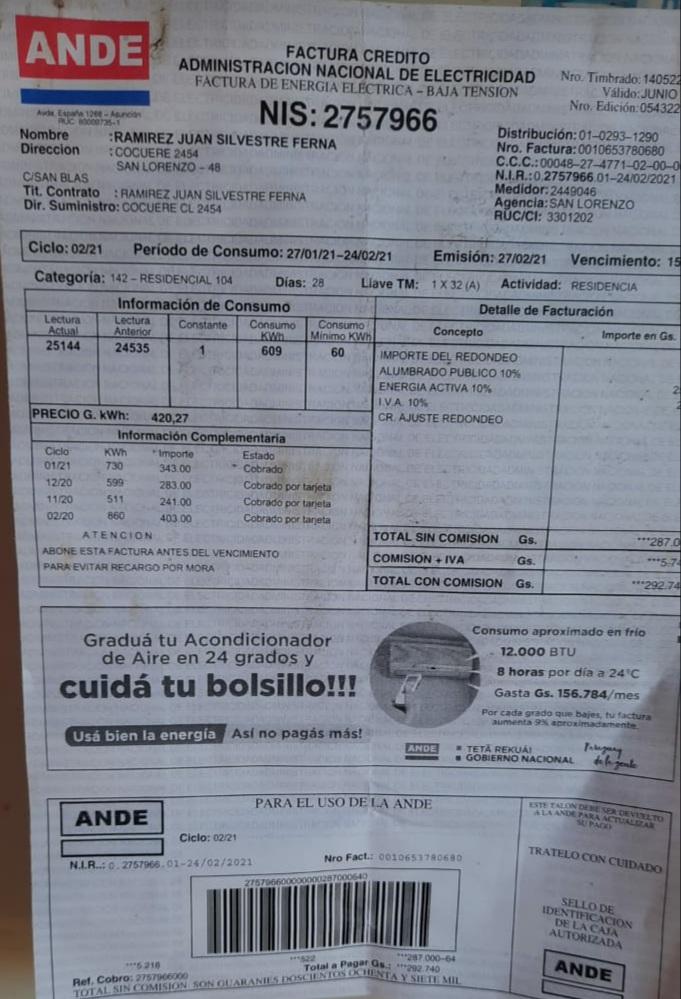 ANDE
Avda. España 1268 - Asunción
RUC 80009735-1
FACTURA CREDITO
ADMINISTRACION NACIONAL DE ELECTRICIDAD
FACTURA DE ENERGIA ELECTRICA - BAJA TENSION
NIS: 2757966
Nro. Timbrado: 140522
Válido: JUNIO
Nro. Edición: 054322
Nombre : RAMIREZ JUAN SILVESTRE FERNA
Direccion : COCUERE 2454
SAN LORENZO - 48
C/SAN BLAS
Tit. Contrato : RAMIREZ JUAN SILVESTRE FERNA
Dir. Suministro: COCUERE CL 2454
Distribución: 01-0293-1290
Nro. Factura: 0010653780680
C.C.C.: 00048-27-4771-02-00-0
N.I.R.: 0.2757966.01-24/02/2021
Medidor: 2449046
Agencia: SAN LORENZO
RUC/CI: 3301202
Ciclo: 02/21 Período de Consumo: 27/01/21-24/02/21 Emisión: 27/02/21 Vencimiento: 15
Categoría: 142 - RESIDENCIAL 104 Días: 28 Llave TM: 1 X 32 (A) Actividad: RESIDENCIA
Información de Consumo
Lectura Actual Lectura Anterior Constante Consumo KWh Consumo Mínimo KWh
25144 24535 1 609 60
PRECIO G. kWh: 420,27
Información Complementaria
Ciclo KWh Importe Estado
01/21 730 343.00 Cobrado
12/20 599 283.00 Cobrado por tarjeta
11/20 511 241.00 Cobrado por tarjeta
02/20 860 403.00 Cobrado por tarjeta
ATENCION
ABONE ESTA FACTURA ANTES DEL VENCIMIENTO
PARA EVITAR RECARGO POR MORA
Detalle de Facturación
Concepto Importe en Gs.
IMPORTE DEL REDONDEO
ALUMBRADO PUBLICO 10%
ENERGIA ACTIVA 10% 2
I.V.A. 10% 2
CR. AJUSTE REDONDEO
TOTAL SIN COMISION Gs. ***287.0
COMISION + IVA Gs. ***5.74
TOTAL CON COMISION Gs. ***292.74
Graduá tu Acondicionador
de Aire en 24 grados y
cuidá tu bolsillo!!!
Usá bien la energía Así no pagás más!
Consumo aproximado en frío
- 12.000 BTU
8 horas por día a 24°C
Gasta Gs. 156.784/mes
Por cada grado que bajes, tu factura
aumenta 9% aproximadamente.
ANDE
TETÃ REKUÁI
GOBIERNO NACIONAL
Paraguay
de la gente
ANDE
PARA EL USO DE LA ANDE
Ciclo: 02/21
N.I.R..: 0.2757966.01-24/02/2021
Nro Fact.: 0010653780680
27579660000000287000640
***5.218 ***522 ***287.000-64
Ref. Cobro: 2757966000 Total a Pagar Gs.: ***292.740
TOTAL SIN COMISION SON GUARANIES DOSCIENTOS OCHENTA Y SIETE MIL
ESTE TALON DEBE SER DEVUELTO
A LA ANDE PARA ACTUALIZAR
SU PAGO
TRATELO CON CUIDADO
SELLO DE
IDENTIFICACION
DE LA CAJA
AUTORIZADA
ANDE